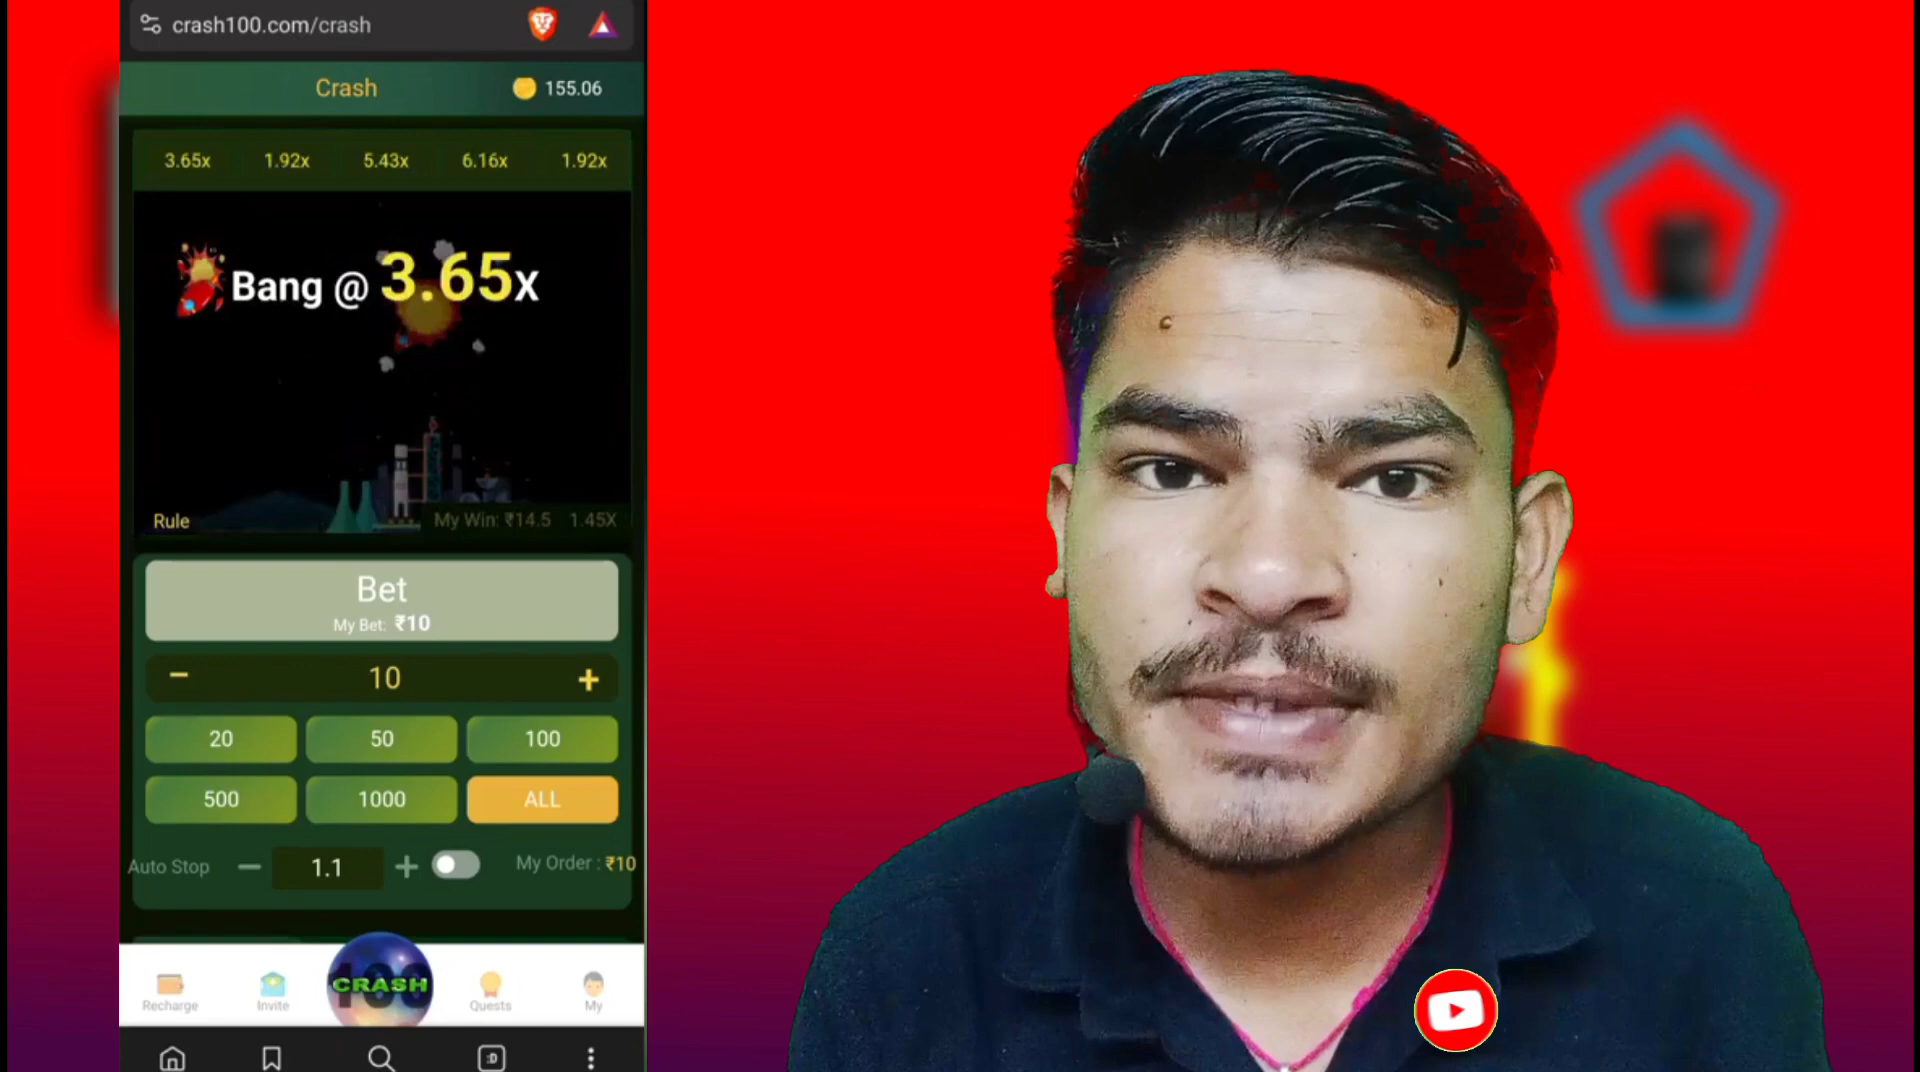 crash100.com/crash
Crash 155.06
3.65x 1.92x 5.43x 6.16x 1.92x
Bang @ 3.65x
Rule My Win: ₹14.5 1.45X
Bet
My Bet: ₹10
− 10 +
20 50 100
500 1000 ALL
Auto Stop − 1.1 + My Order : ₹10
100
CRASH
Recharge Invite Quests My
:D